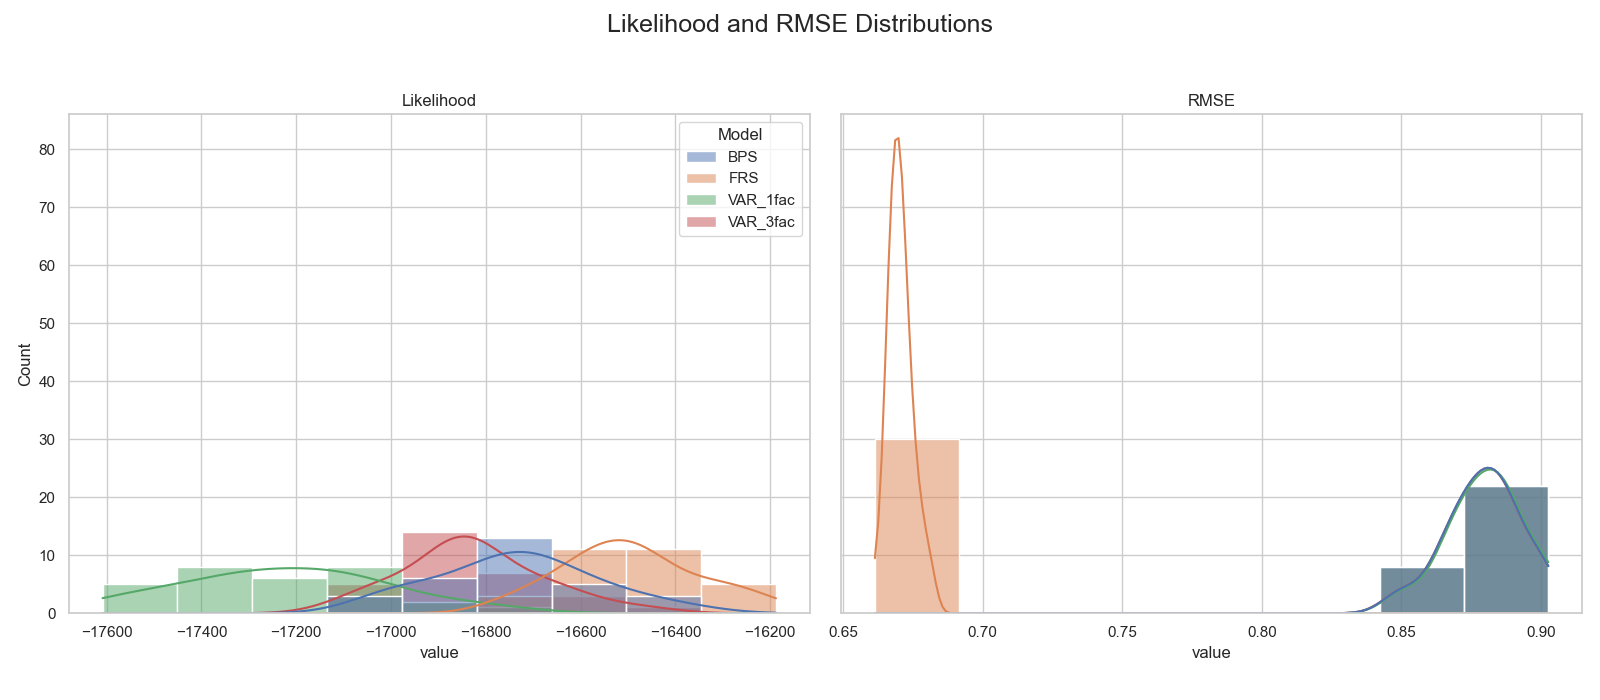 Likelihood and RMSE Distributions
Likelihood
RMSE
Model
BPS
FRS
VAR_1fac
VAR_3fac
Count
80
70
60
50
40
30
20
10
0
−17600 −17400 −17200 −17000 −16800 −16600 −16400 −16200
value
0.65 0.70 0.75 0.80 0.85 0.90
value